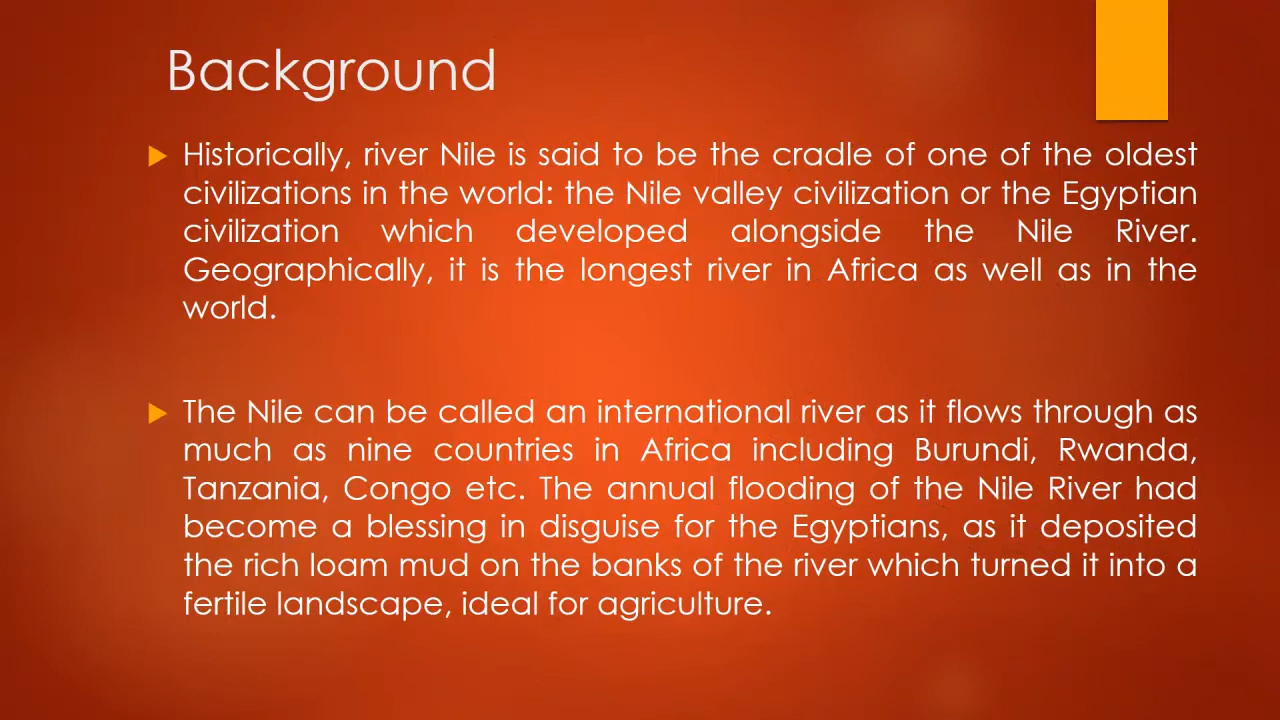 Background
Historically, river Nile is said to be the cradle of one of the oldest
civilizations in the world: the Nile valley civilization or the Egyptian
civilization which developed alongside the Nile River.
Geographically, it is the longest river in Africa as well as in the
world.
The Nile can be called an international river as it flows through as
much as nine countries in Africa including Burundi, Rwanda,
Tanzania, Congo etc. The annual flooding of the Nile River had
become a blessing in disguise for the Egyptians, as it deposited
the rich loam mud on the banks of the river which turned it into a
fertile landscape, ideal for agriculture.